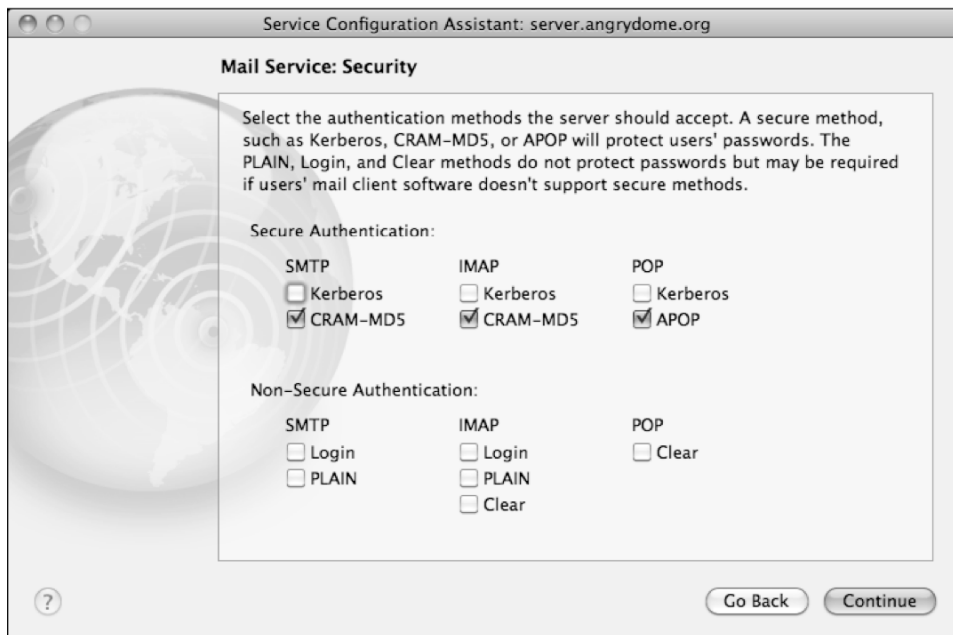 Service Configuration Assistant: server.angrydome.org
Mail Service: Security
Select the authentication methods the server should accept. A secure method,
such as Kerberos, CRAM-MD5, or APOP will protect users' passwords. The
PLAIN, Login, and Clear methods do not protect passwords but may be required
if users' mail client software doesn't support secure methods.
Secure Authentication:
SMTP IMAP POP
Kerberos Kerberos Kerberos
CRAM-MD5 CRAM-MD5 APOP
Non-Secure Authentication:
SMTP IMAP POP
Login Login Clear
PLAIN PLAIN
Clear
? Go Back Continue